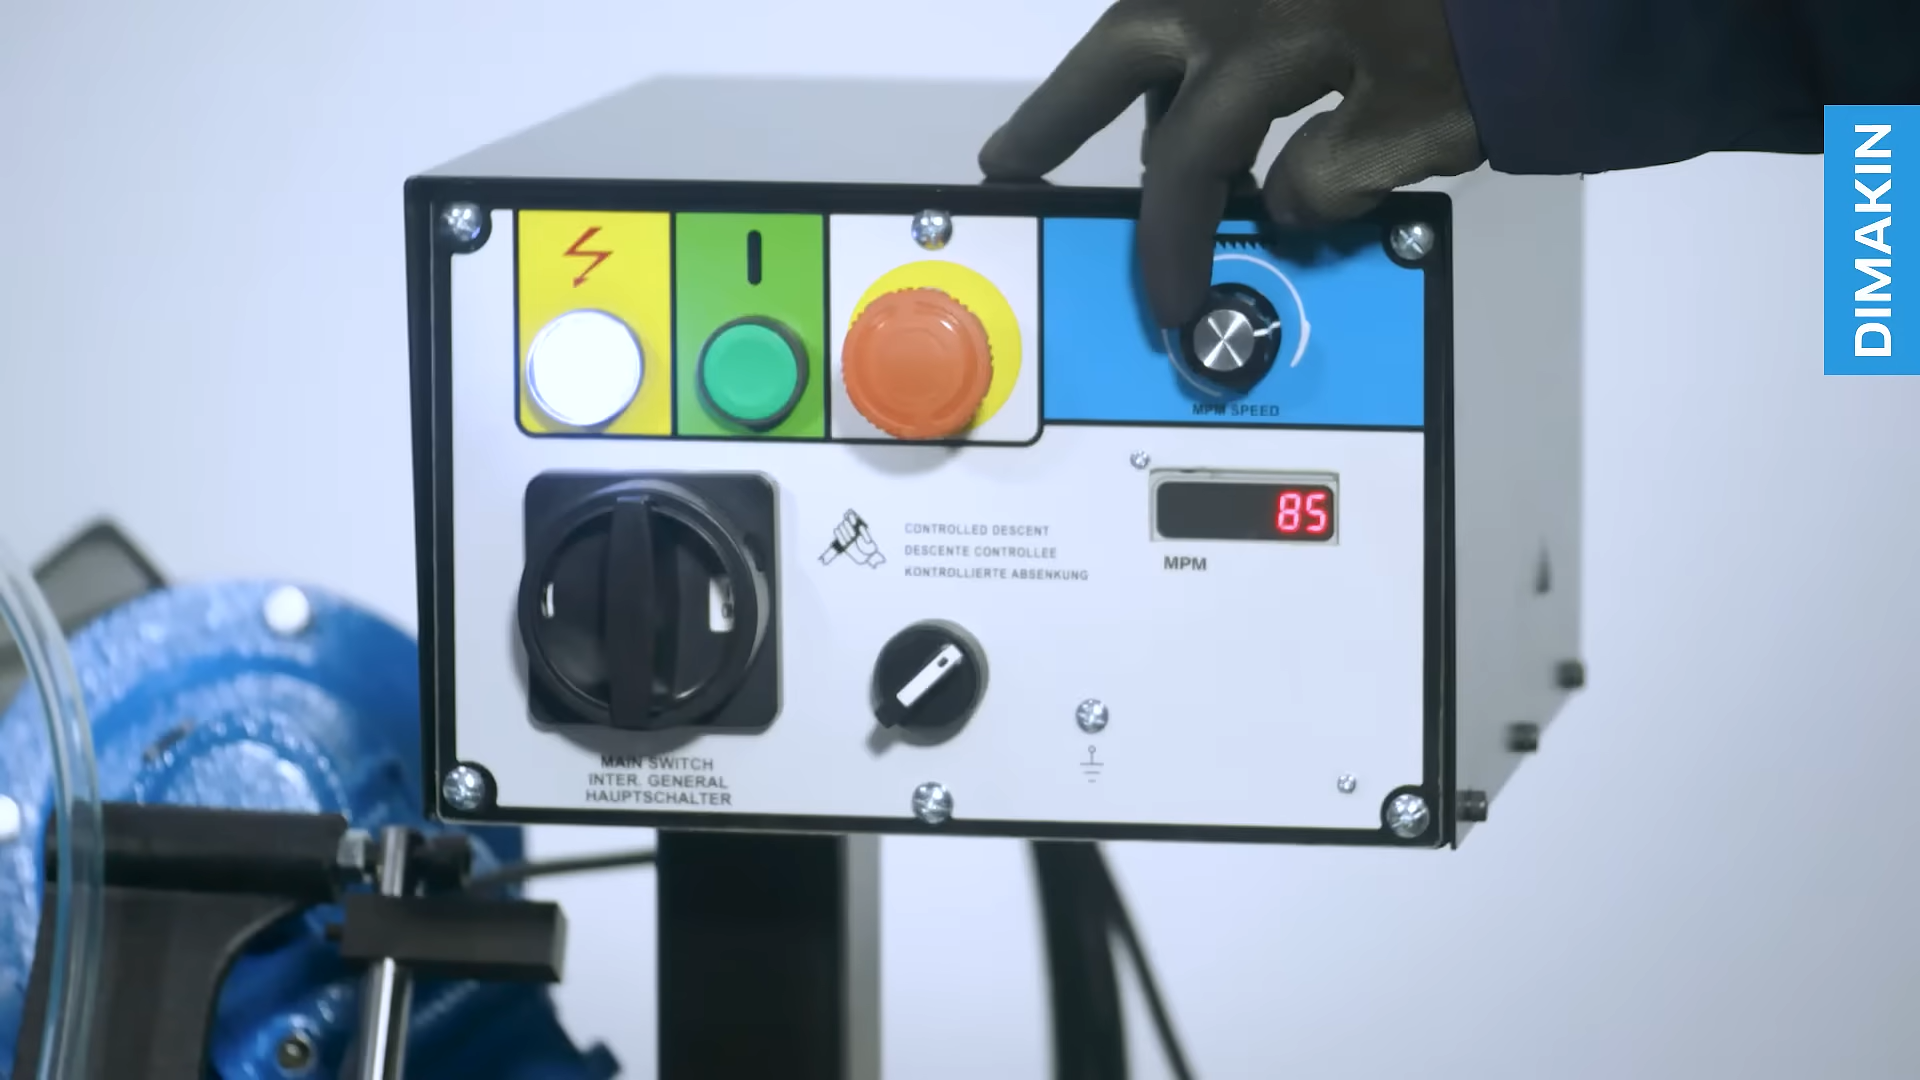 DIMAKIN
MPM SPEED
85
MPM
CONTROLLED DESCENT
DESCENTE CONTROLLEE
KONTROLLIERTE ABSENKUNG
MAIN SWITCH
INTER. GENERAL
HAUPTSCHALTER